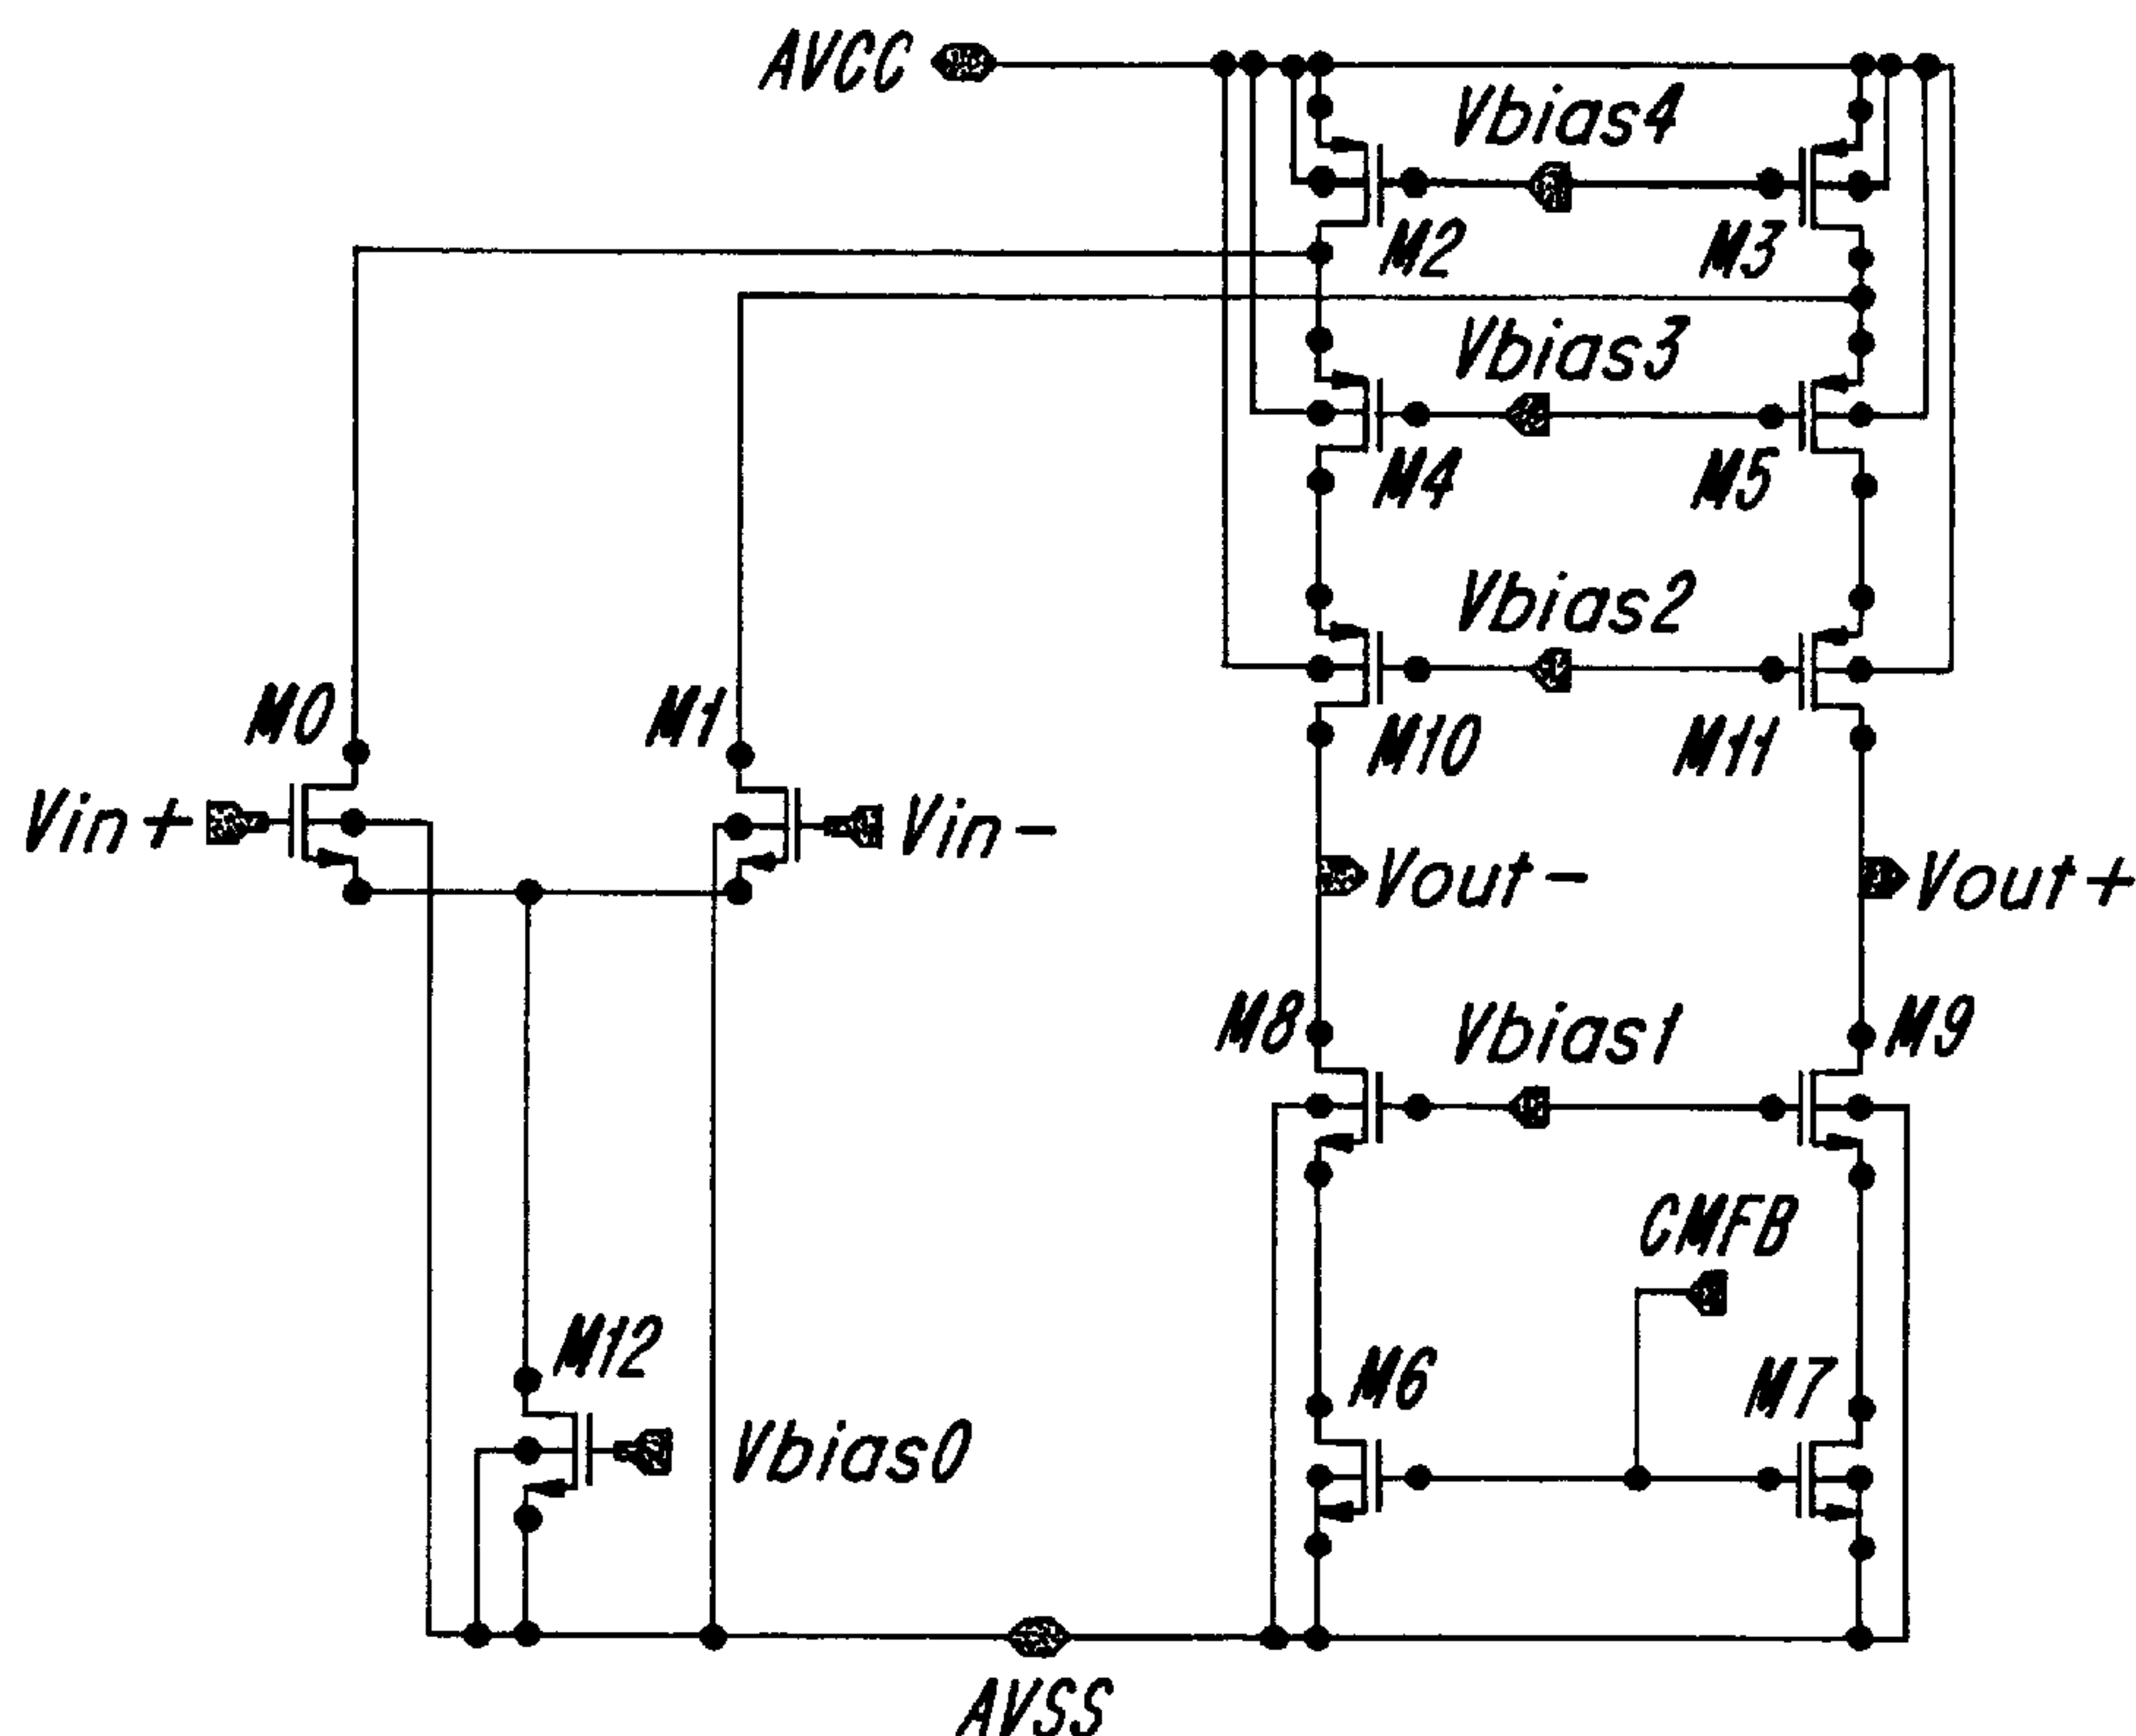 AVCC
Vbias4
M2
M3
Vbias3
M4
M5
Vbias2
M0
M1
M10
M11
Vin+
Vin-
Vout-
Vout+
M8
Vbias1
M9
CMFB
M12
M6
M7
Vbias0
AVSS